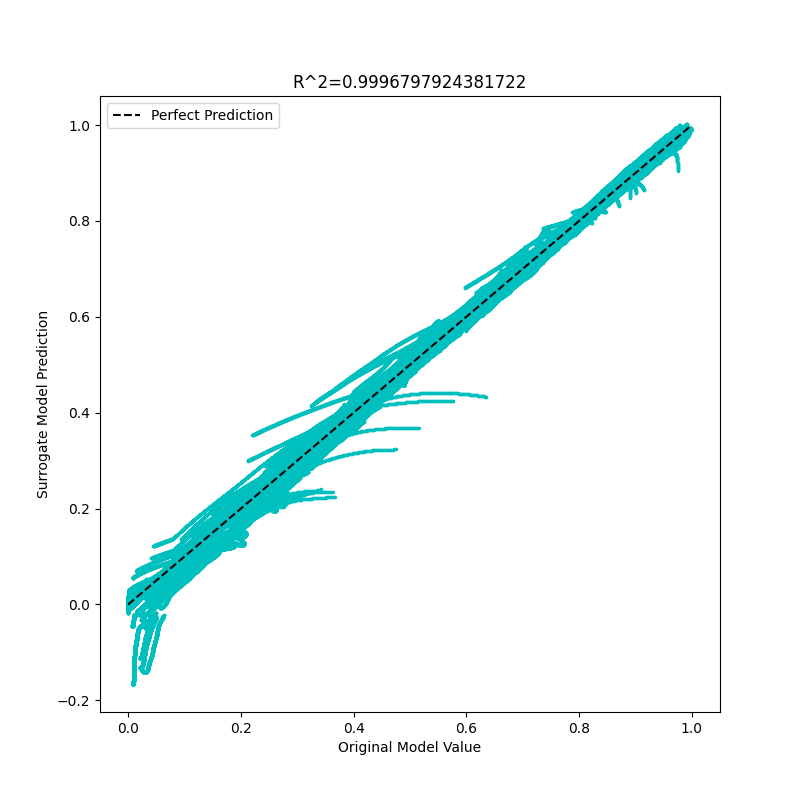 R^2=0.9996797924381722
Perfect Prediction
1.0
0.8
0.6
0.4
0.2
0.0
−0.2
Surrogate Model Prediction
0.0 0.2 0.4 0.6 0.8 1.0
Original Model Value